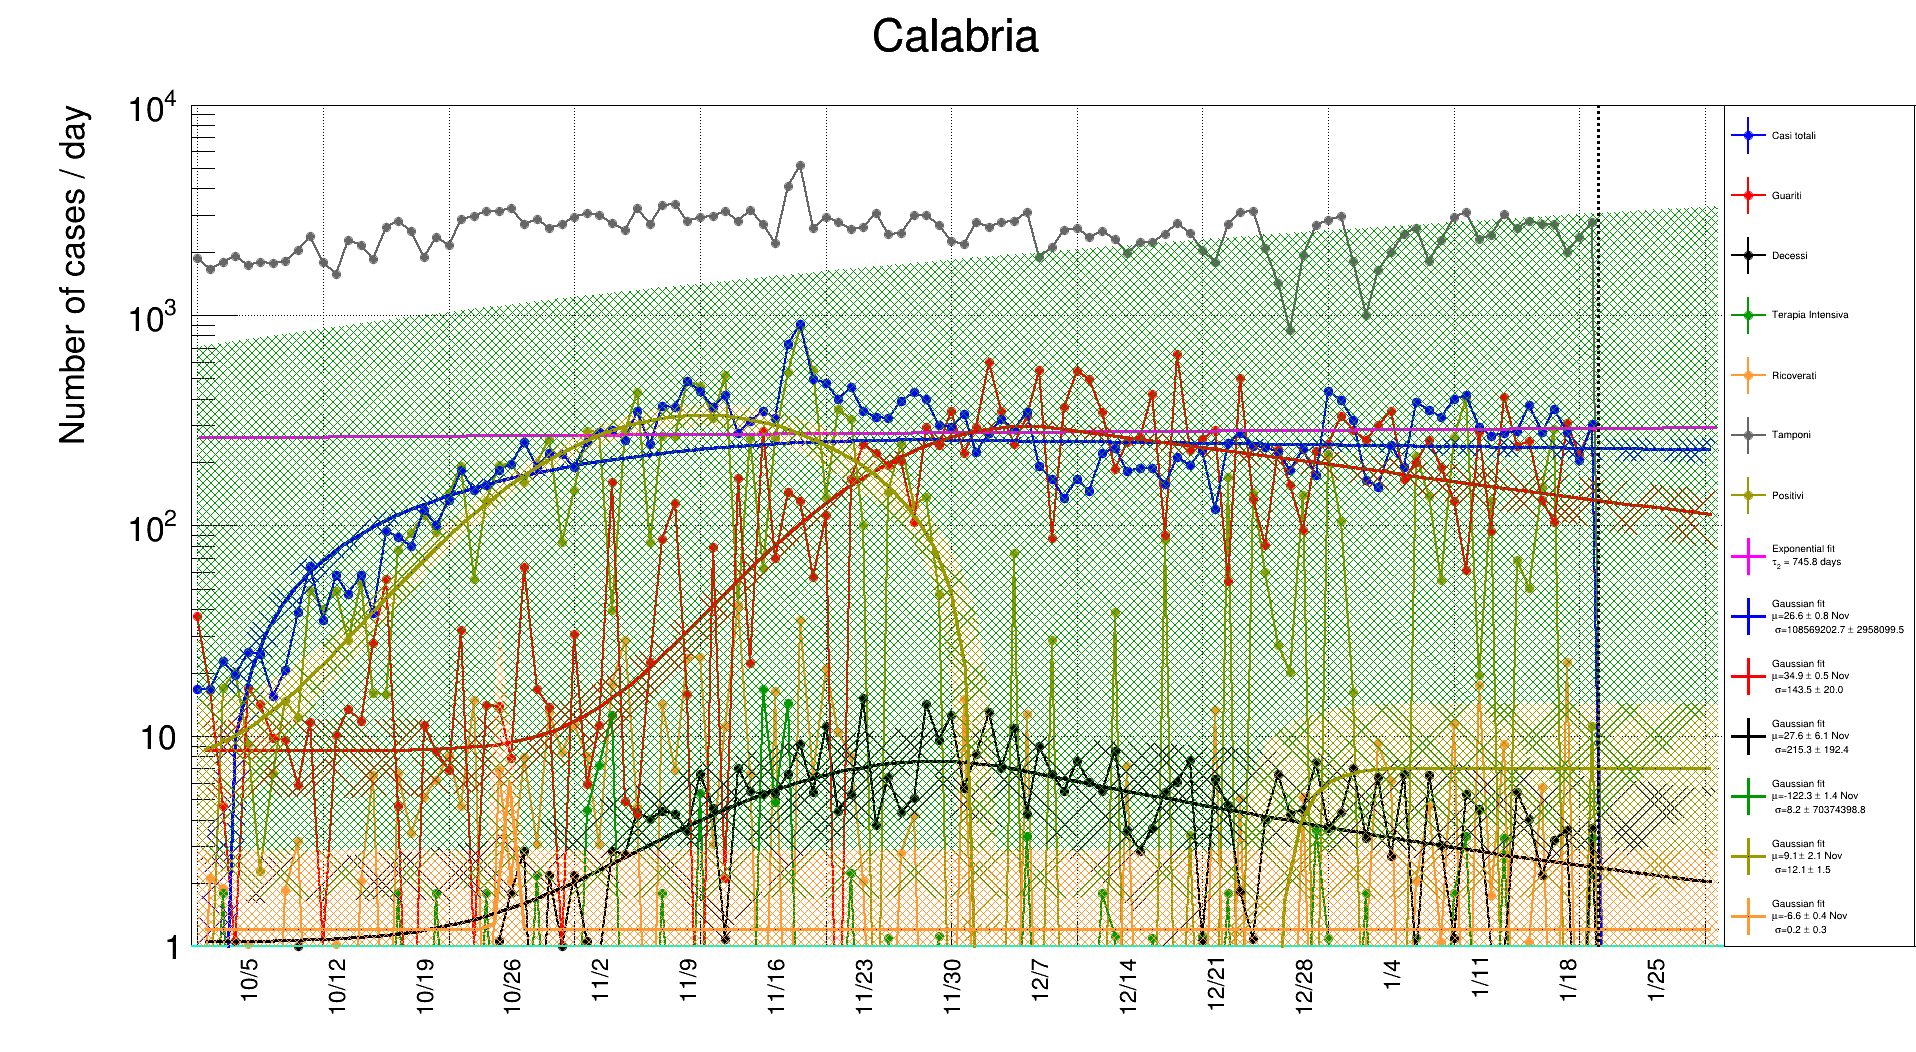 Calabria
Number of cases / day
10^4
10^3
10^2
10
1
10/5
10/12
10/19
10/26
11/2
11/9
11/16
11/23
11/30
12/7
12/14
12/21
12/28
1/4
1/11
1/18
1/25
Casi totali
Guariti
Decessi
Terapia Intensiva
Ricoverati
Tamponi
Positivi
Exponential fit
τ₂ = 745.8 days
Gaussian fit
μ=26.6 ± 0.8 Nov
σ=108569202.7 ± 2958099.5
Gaussian fit
μ=34.9 ± 0.5 Nov
σ=143.5 ± 20.0
Gaussian fit
μ=27.6 ± 6.1 Nov
σ=215.3 ± 192.4
Gaussian fit
μ=-122.3 ± 1.4 Nov
σ=8.2 ± 70374398.8
Gaussian fit
μ=9.1 ± 2.1 Nov
σ=12.1 ± 1.5
Gaussian fit
μ=-6.6 ± 0.4 Nov
σ=0.2 ± 0.3